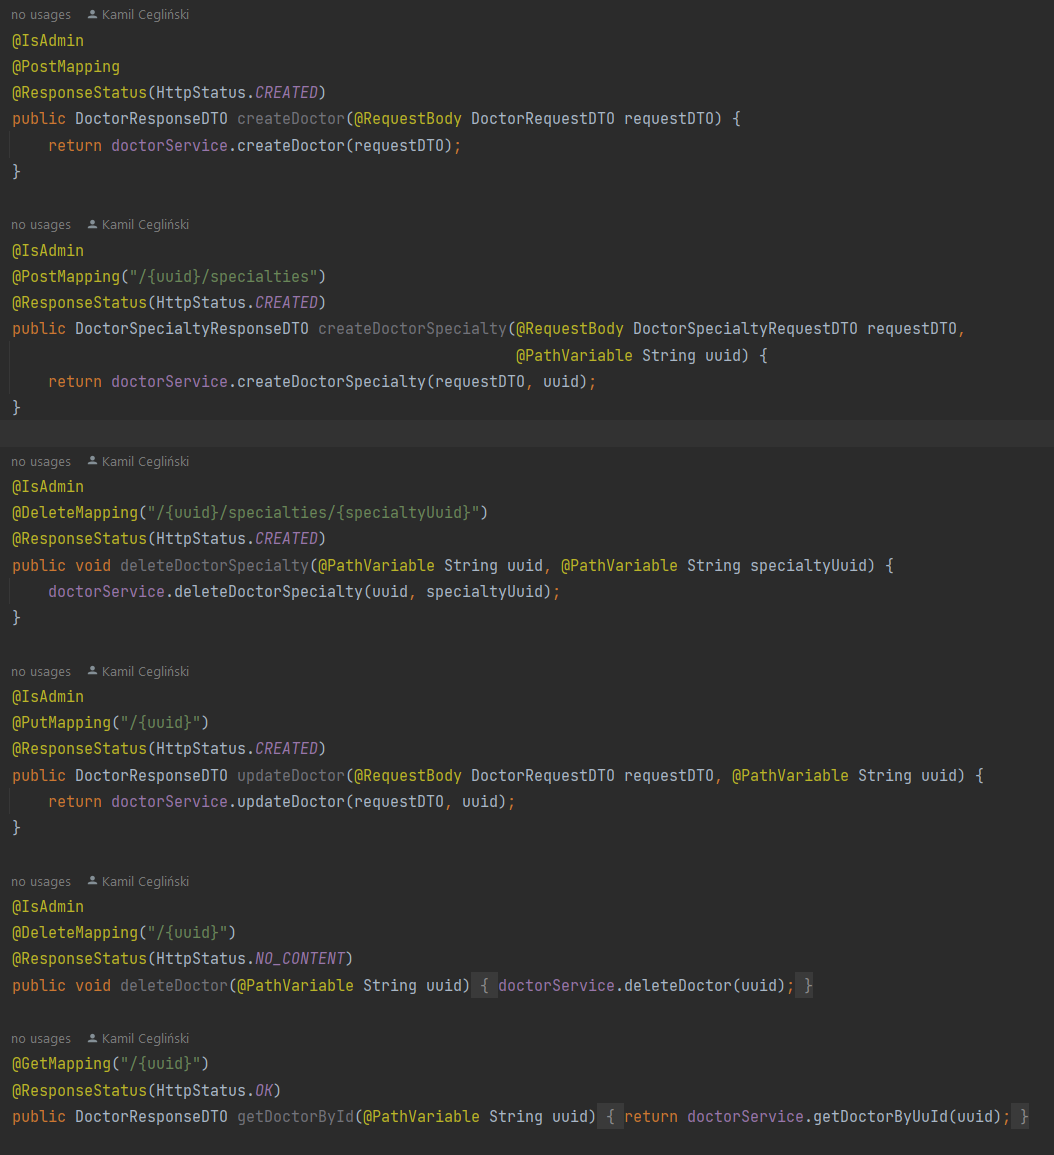 no usages Kamil Cegliński
@IsAdmin
@PostMapping
@ResponseStatus(HttpStatus.CREATED)
public DoctorResponseDTO createDoctor(@RequestBody DoctorRequestDTO requestDTO) {
return doctorService.createDoctor(requestDTO);
}
no usages Kamil Cegliński
@IsAdmin
@PostMapping("/{uuid}/specialties")
@ResponseStatus(HttpStatus.CREATED)
public DoctorSpecialtyResponseDTO createDoctorSpecialty(@RequestBody DoctorSpecialtyRequestDTO requestDTO,
@PathVariable String uuid) {
return doctorService.createDoctorSpecialty(requestDTO, uuid);
}
no usages Kamil Cegliński
@IsAdmin
@DeleteMapping("/{uuid}/specialties/{specialtyUuid}")
@ResponseStatus(HttpStatus.CREATED)
public void deleteDoctorSpecialty(@PathVariable String uuid, @PathVariable String specialtyUuid) {
doctorService.deleteDoctorSpecialty(uuid, specialtyUuid);
}
no usages Kamil Cegliński
@IsAdmin
@PutMapping("/{uuid}")
@ResponseStatus(HttpStatus.CREATED)
public DoctorResponseDTO updateDoctor(@RequestBody DoctorRequestDTO requestDTO, @PathVariable String uuid) {
return doctorService.updateDoctor(requestDTO, uuid);
}
no usages Kamil Cegliński
@IsAdmin
@DeleteMapping("/{uuid}")
@ResponseStatus(HttpStatus.NO_CONTENT)
public void deleteDoctor(@PathVariable String uuid) { doctorService.deleteDoctor(uuid); }
no usages Kamil Cegliński
@GetMapping("/{uuid}")
@ResponseStatus(HttpStatus.OK)
public DoctorResponseDTO getDoctorById(@PathVariable String uuid) { return doctorService.getDoctorByUuId(uuid); }